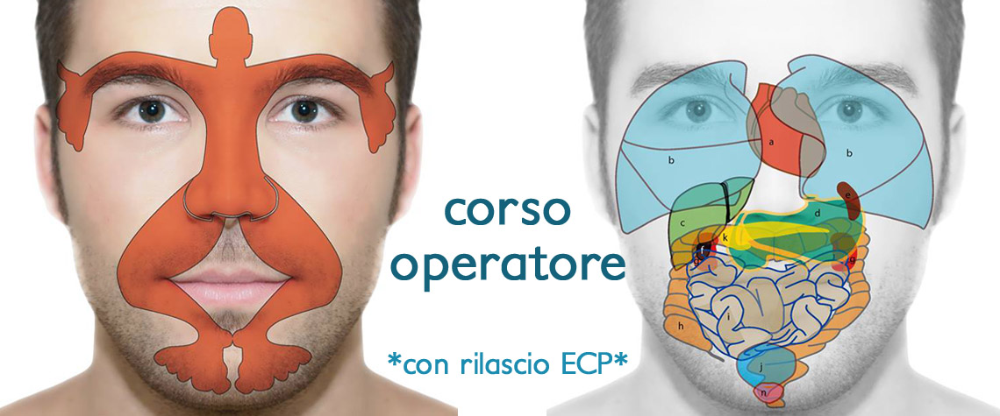 corso
operatore
*con rilascio ECP*
a
b
b
c
d
e
k
f
g
g
h
i
j
n